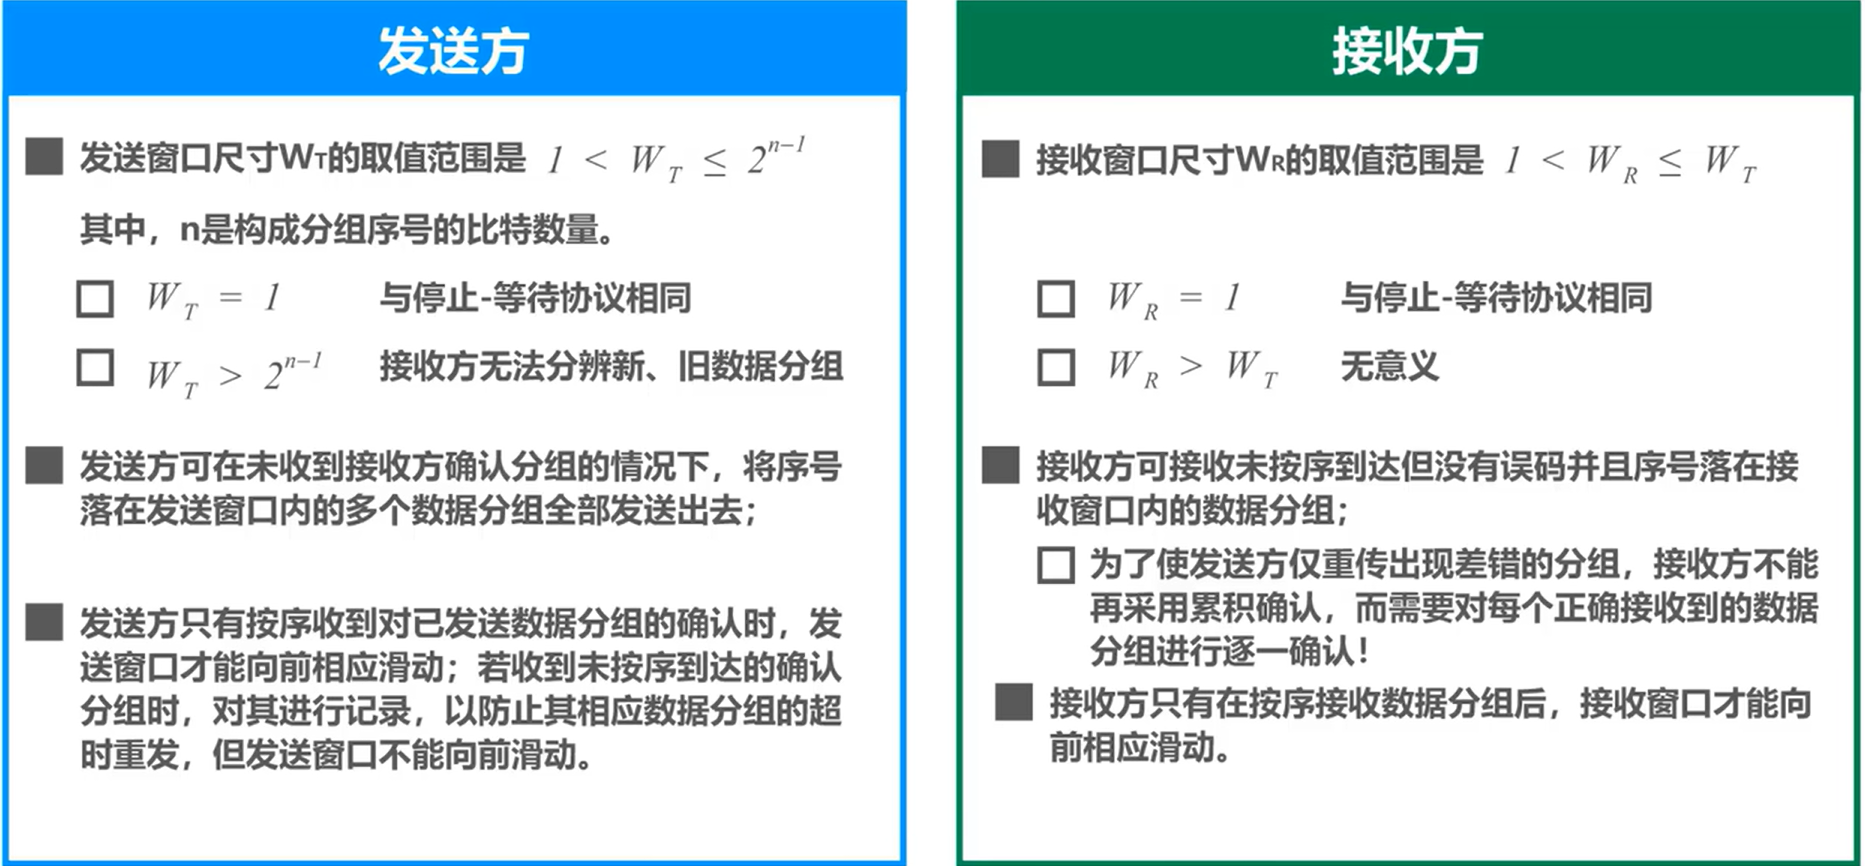 发送方
发送窗口尺寸WT的取值范围是 1 < W_T ≤ 2^{n-1}
其中，n是构成分组序号的比特数量。
W_T = 1 与停止-等待协议相同
W_T > 2^{n-1} 接收方无法分辨新、旧数据分组
发送方可在未收到接收方确认分组的情况下，将序号
落在发送窗口内的多个数据分组全部发送出去；
发送方只有按序收到对已发送数据分组的确认时，发
送窗口才能向前相应滑动；若收到未按序到达的确认
分组时，对其进行记录，以防止其相应数据分组的超
时重发，但发送窗口不能向前滑动。
接收方
接收窗口尺寸WR的取值范围是 1 < W_R ≤ W_T
W_R = 1 与停止-等待协议相同
W_R > W_T 无意义
接收方可接收未按序到达但没有误码并且序号落在接
收窗口内的数据分组；
为了使发送方仅重传出现差错的分组，接收方不能
再采用累积确认，而需要对每个正确接收到的数据
分组进行逐一确认！
接收方只有在按序接收数据分组后，接收窗口才能向
前相应滑动。